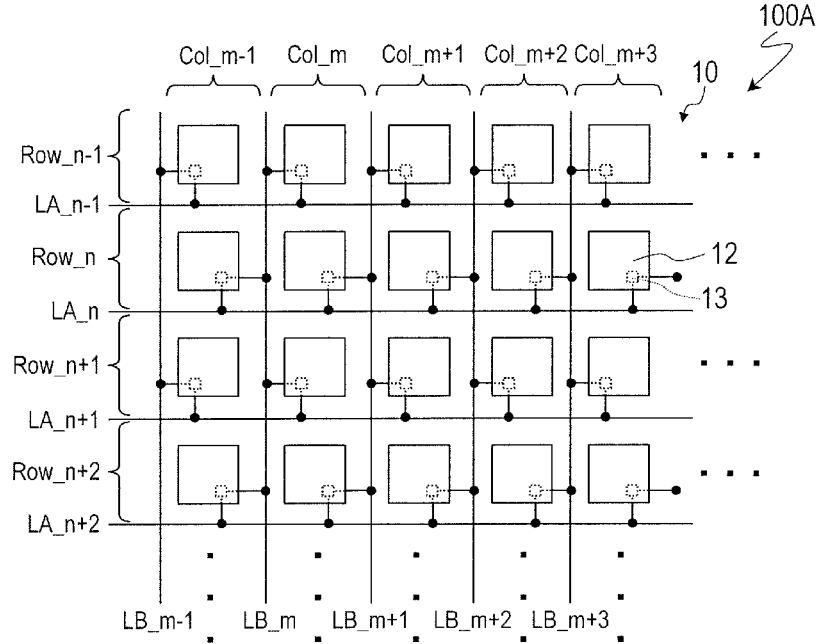 100A
Col_m-1 Col_m Col_m+1 Col_m+2 Col_m+3
10
Row_n-1
LA_n-1
Row_n
12
13
LA_n
Row_n+1
LA_n+1
Row_n+2
LA_n+2
LB_m-1 LB_m LB_m+1 LB_m+2 LB_m+3